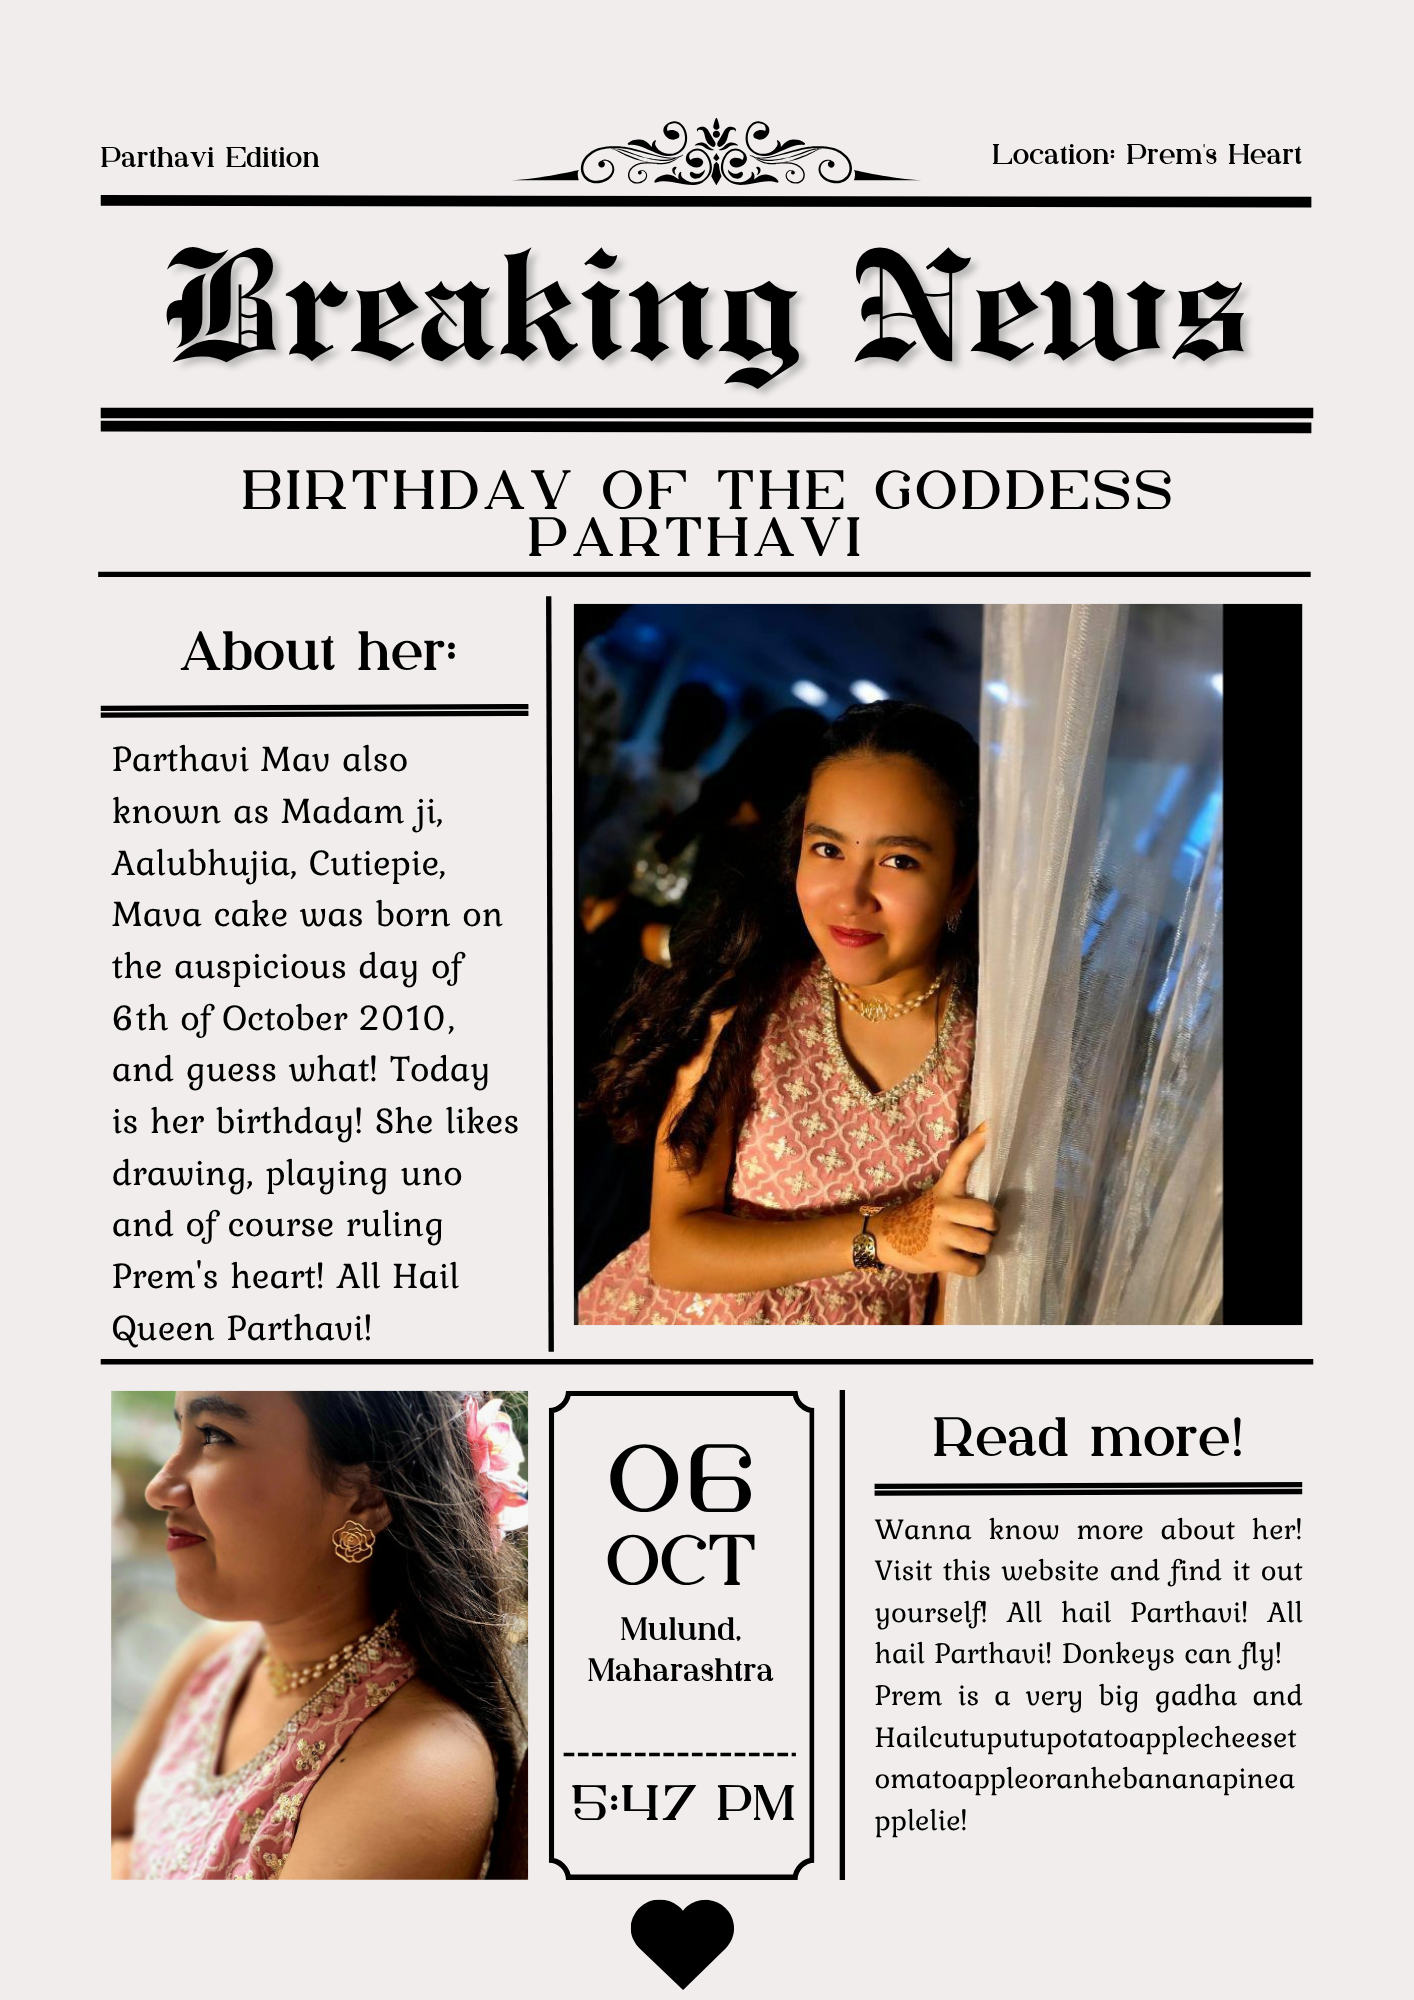 Parthavi Edition
Location: Prem's Heart
Breaking News
BIRTHDAY OF THE GODDESS
PARTHAVI
About her:
Parthavi Mav also
known as Madam ji,
Aalubhujia, Cutiepie,
Mava cake was born on
the auspicious day of
6th of October 2010,
and guess what! Today
is her birthday! She likes
drawing, playing uno
and of course ruling
Prem's heart! All Hail
Queen Parthavi!
06
OCT
Mulund,
Maharashtra
5:47 PM
Read more!
Wanna know more about her!
Visit this website and find it out
yourself! All hail Parthavi! All
hail Parthavi! Donkeys can fly!
Prem is a very big gadha and
Hailcutuputupotatoapplecheeset
omatoappleoranhebananapinea
pplelie!